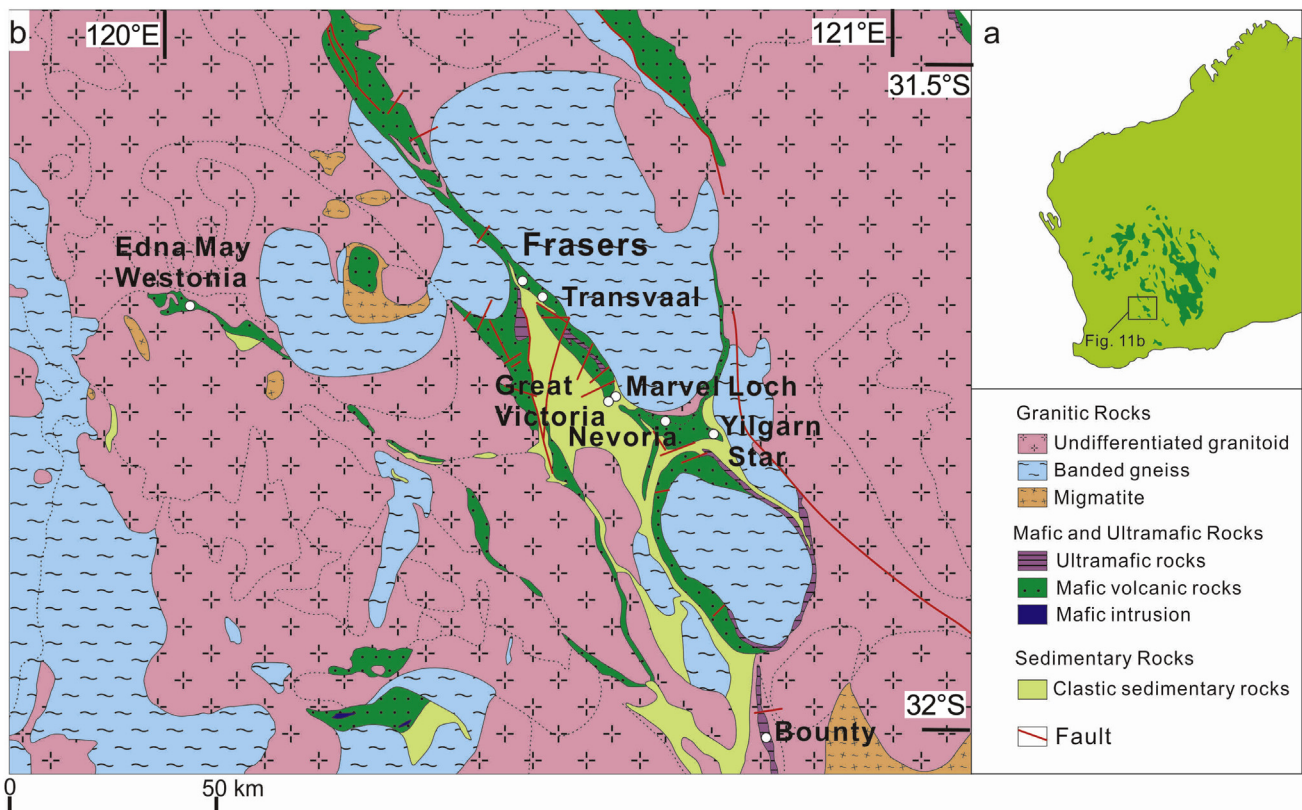 b
120°E
121°E
31.5°S
Edna May
Westonia
Frasers
Transvaal
Great
Victoria
Marvel Loch
Nevoria
Yilgarn
Star
32°S
Bounty
0
50 km
a
Fig. 11b
Granitic Rocks
Undifferentiated granitoid
Banded gneiss
Migmatite
Mafic and Ultramafic Rocks
Ultramafic rocks
Mafic volcanic rocks
Mafic intrusion
Sedimentary Rocks
Clastic sedimentary rocks
Fault